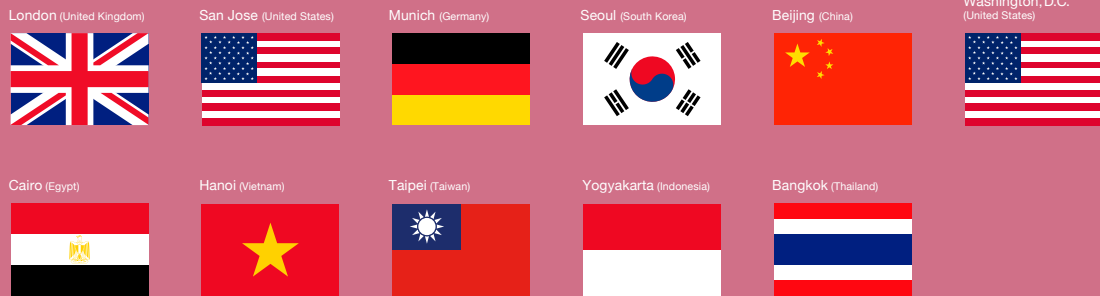 London (United Kingdom)
San Jose (United States)
Munich (Germany)
Seoul (South Korea)
Beijing (China)
Washington, D.C.
(United States)
Cairo (Egypt)
Hanoi (Vietnam)
Taipei (Taiwan)
Yogyakarta (Indonesia)
Bangkok (Thailand)